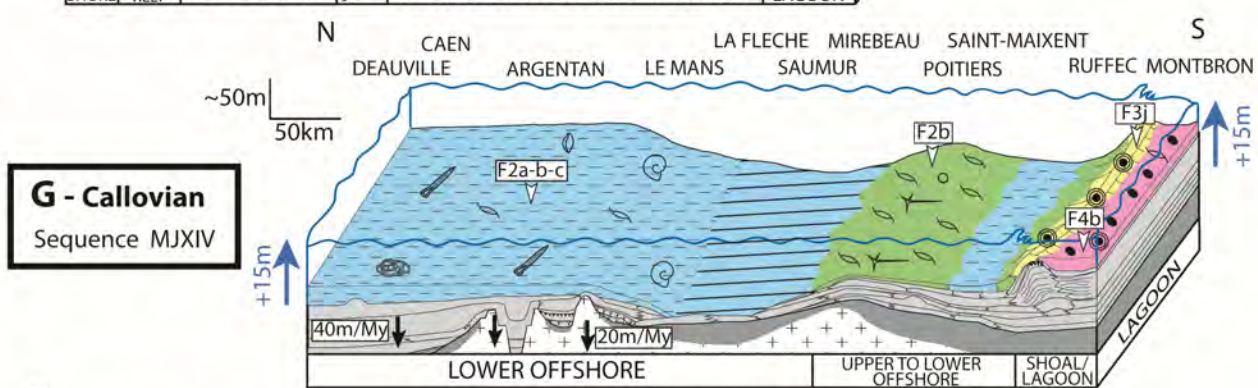 LAGOON
N
S
CAEN
LA FLECHE MIREBEAU SAINT-MAIXENT
DEAUVILLE ARGENTAN LE MANS SAUMUR POITIERS RUFFEC MONTBRON
~50m
50km
F3j
F2b
+15m
F2a-b-c
G - Callovian
Sequence MJXIV
F4b
+15m
40m/My
20m/My
LAGOON
LOWER OFFSHORE
UPPER TO LOWER
OFFSHORE
SHOAL/
LAGOON